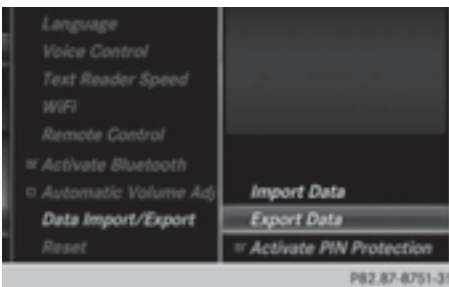 Language
Voice Control
Text Reader Speed
WiFi
Remote Control
Activate Bluetooth
Automatic Volume Adj
Data Import/Export
Reset
Import Data
Export Data
Activate PIN Protection
P82.87-8751-31